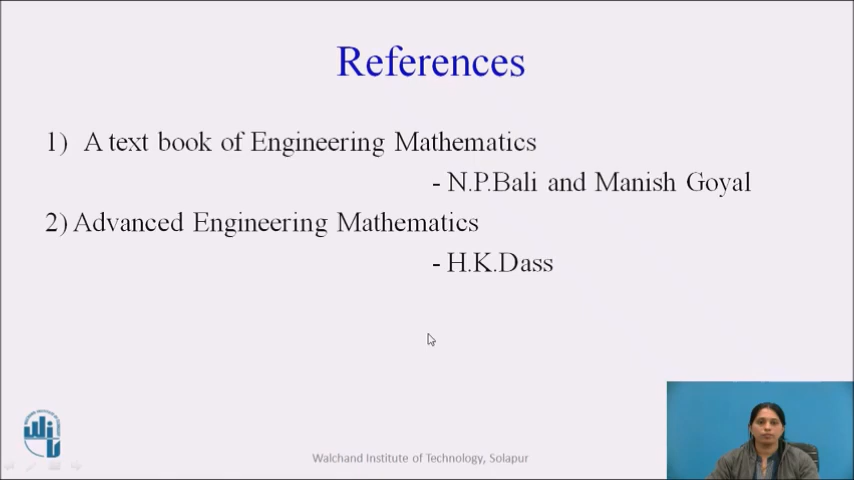 References
1) A text book of Engineering Mathematics
- N.P.Bali and Manish Goyal
2) Advanced Engineering Mathematics
- H.K.Dass
Walchand Institute of Technology, Solapur